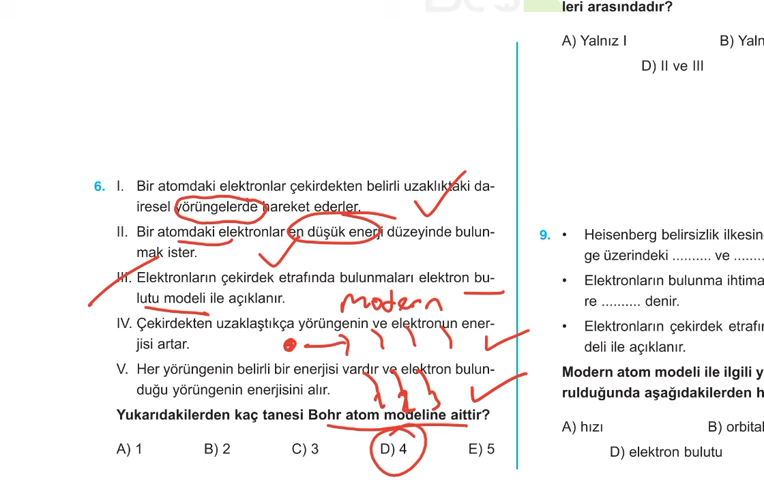 leri arasındadır?
A) Yalnız I
B) Yaln
D) II ve III
6. I. Bir atomdaki elektronlar çekirdekten belirli uzaklıktaki da-
iresel yörüngelerde hareket ederler.
II. Bir atomdaki elektronlar en düşük enerji düzeyinde bulun-
mak ister.
III. Elektronların çekirdek etrafında bulunmaları elektron bu-
lutu modeli ile açıklanır.
modern
IV. Çekirdekten uzaklaştıkça yörüngenin ve elektronun ener-
jisi artar.
V. Her yörüngenin belirli bir enerjisi vardır ve elektron bulun-
duğu yörüngenin enerjisini alır.
1 2 3
Yukarıdakilerden kaç tanesi Bohr atom modeline aittir?
A) 1 B) 2 C) 3 D) 4 E) 5
9. • Heisenberg belirsizlik ilkesin
ge üzerindeki .......... ve ........
• Elektronların bulunma ihtima
re .......... denir.
• Elektronların çekirdek etrafın
deli ile açıklanır.
Modern atom modeli ile ilgili y
rulduğunda aşağıdakilerden h
A) hızı
B) orbital
D) elektron bulutu